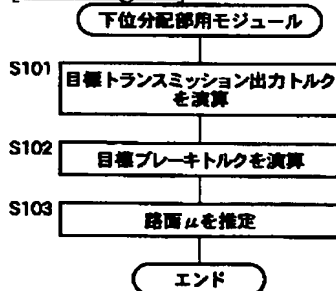 下位分配部用モジュール
S101
目標トランスミッション出力トルク
を演算
S102
目標ブレーキトルクを演算
S103
路面μを推定
エンド